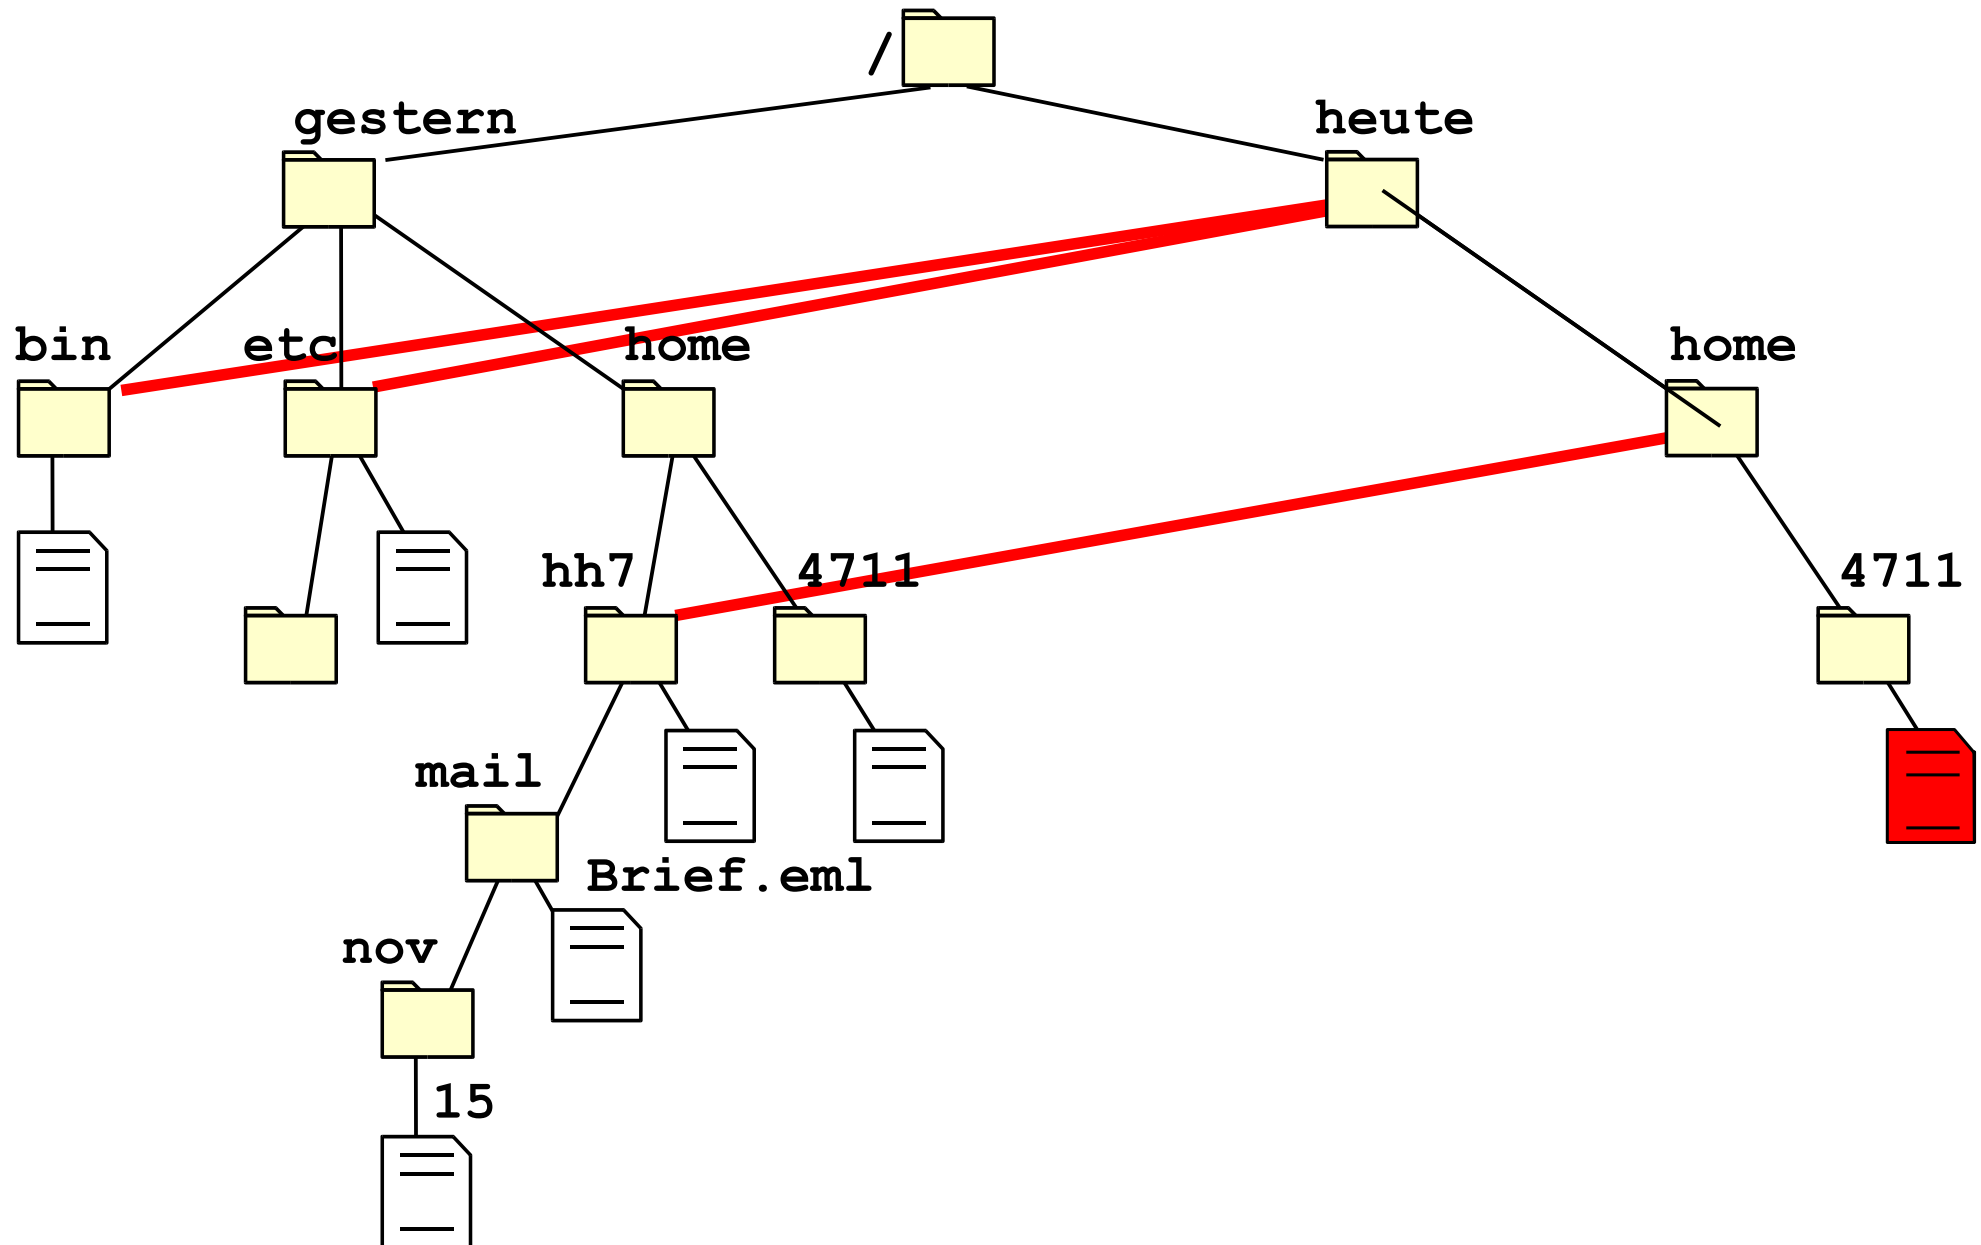 /
gestern
heute
bin
etc
home
home
hh7
4711
4711
mail
Brief.eml
nov
15